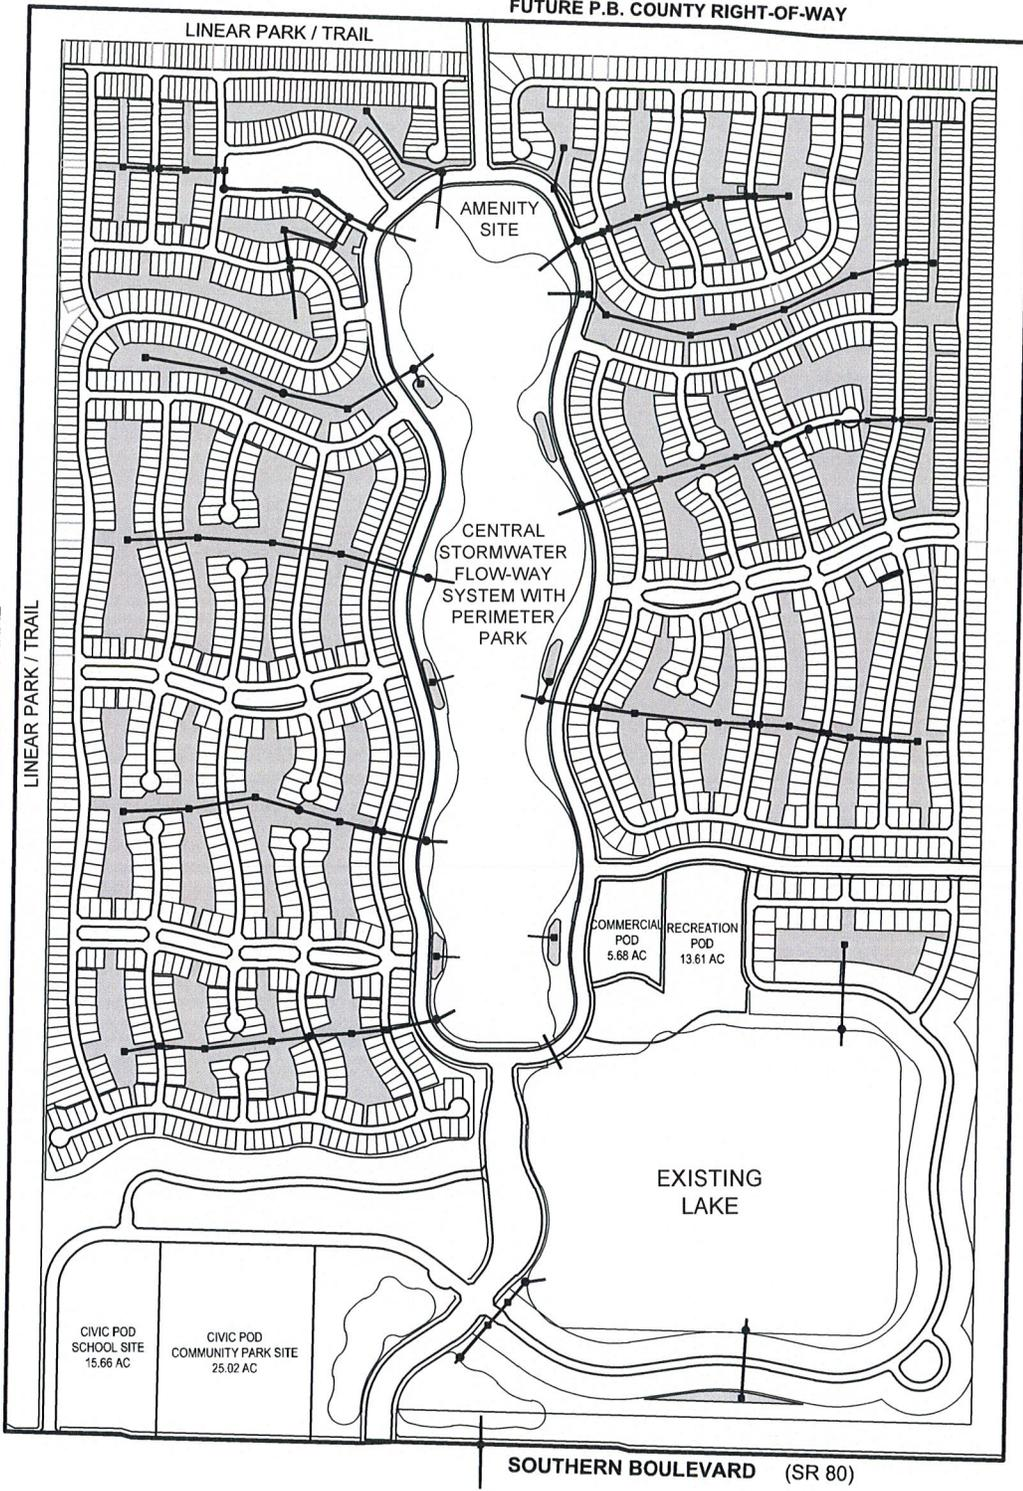 FUTURE P.B. COUNTY RIGHT-OF-WAY
LINEAR PARK / TRAIL
AMENITY
SITE
CENTRAL
STORMWATER
FLOW-WAY
SYSTEM WITH
PERIMETER
PARK
LINEAR PARK / TRAIL
COMMERCIAL
POD
5.68 AC
RECREATION
POD
13.61 AC
EXISTING
LAKE
CIVIC POD
SCHOOL SITE
15.66 AC
CIVIC POD
COMMUNITY PARK SITE
25.02 AC
SOUTHERN BOULEVARD (SR 80)